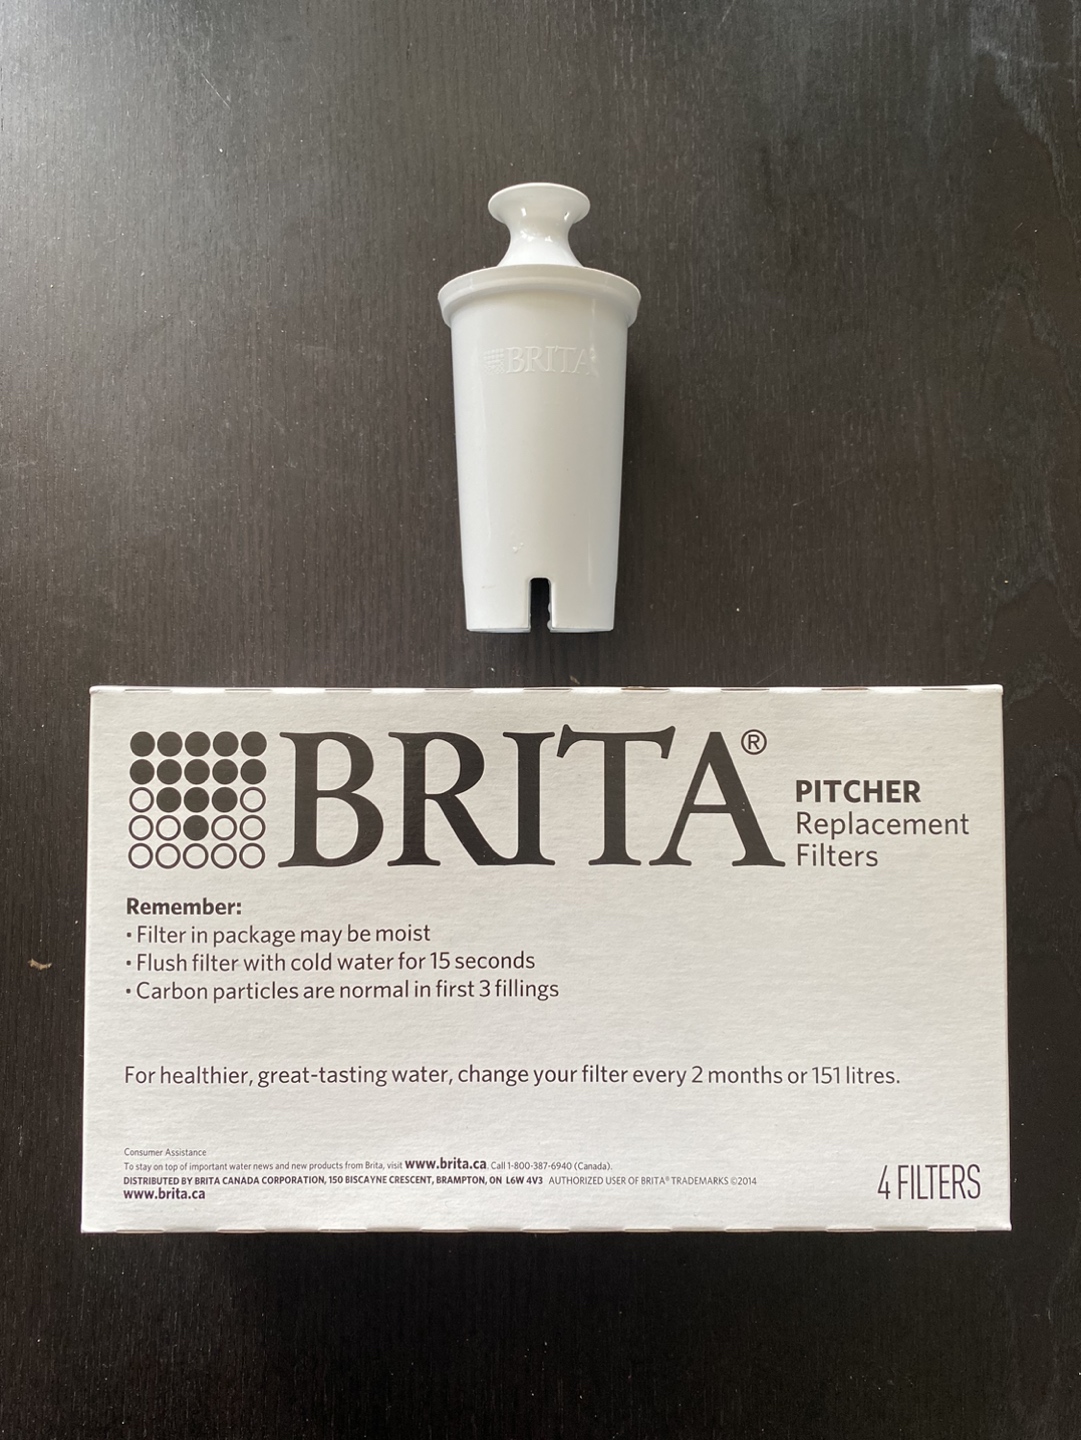 BRITA
BRITA®
PITCHER
Replacement
Filters
Remember:
• Filter in package may be moist
• Flush filter with cold water for 15 seconds
• Carbon particles are normal in first 3 fillings
For healthier, great-tasting water, change your filter every 2 months or 151 litres.
Consumer Assistance
To stay on top of important water news and new products from Brita, visit www.brita.ca. Call 1-800-387-6940 (Canada).
DISTRIBUTED BY BRITA CANADA CORPORATION, 150 BISCAYNE CRESCENT, BRAMPTON, ON L6W 4V3 AUTHORIZED USER OF BRITA® TRADEMARKS ©2014
www.brita.ca
4 FILTERS